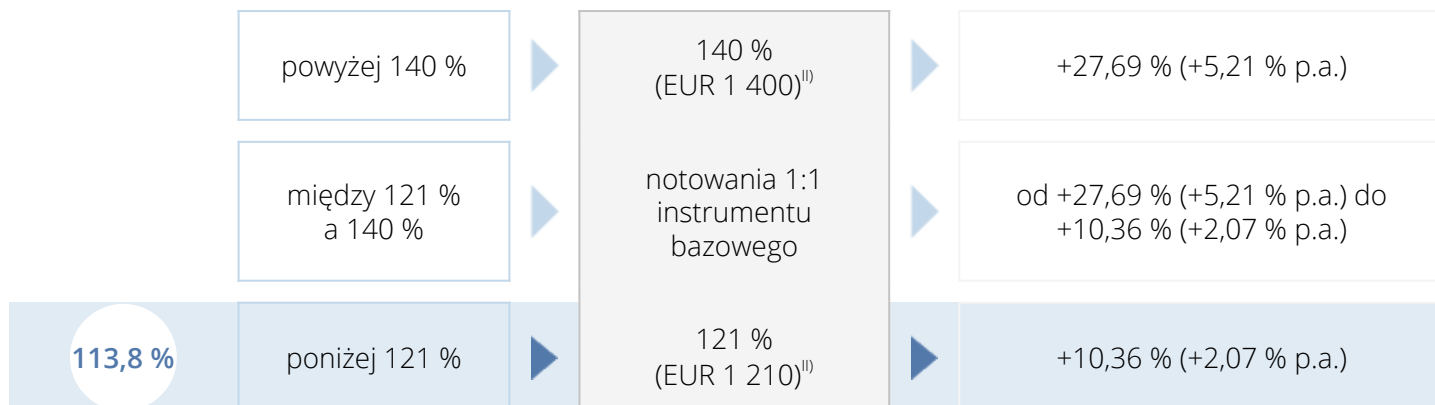 powyżej 140 %
140 %
(EUR 1 400)II)
+27,69 % (+5,21 % p.a.)
między 121 %
a 140 %
notowania 1:1
instrumentu
bazowego
od +27,69 % (+5,21 % p.a.) do
+10,36 % (+2,07 % p.a.)
113,8 %
poniżej 121 %
121 %
(EUR 1 210)II)
+10,36 % (+2,07 % p.a.)